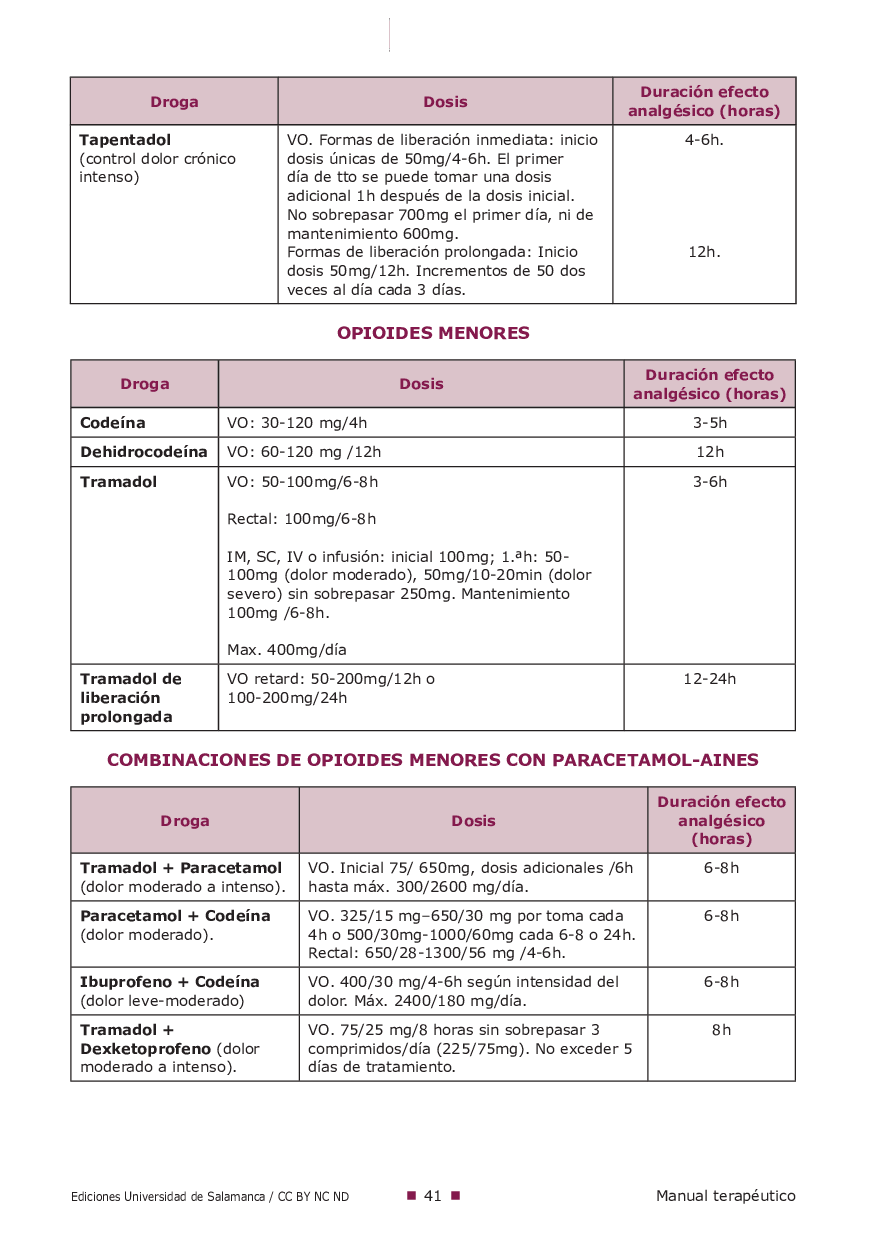 Droga
Dosis
Duración efecto
analgésico (horas)
Tapentadol
(control dolor crónico
intenso)
VO. Formas de liberación inmediata: inicio
dosis únicas de 50mg/4-6h. El primer
día de tto se puede tomar una dosis
adicional 1h después de la dosis inicial.
No sobrepasar 700mg el primer día, ni de
mantenimiento 600mg.
Formas de liberación prolongada: Inicio
dosis 50mg/12h. Incrementos de 50 dos
veces al día cada 3 días.
4-6h.
12h.
OPIOIDES MENORES
Droga
Dosis
Duración efecto
analgésico (horas)
Codeína
VO: 30-120 mg/4h
3-5h
Dehidrocodeína
VO: 60-120 mg /12h
12h
Tramadol
VO: 50-100mg/6-8h
Rectal: 100mg/6-8h
IM, SC, IV o infusión: inicial 100mg; 1.ªh: 50-
100mg (dolor moderado), 50mg/10-20min (dolor
severo) sin sobrepasar 250mg. Mantenimiento
100mg /6-8h.
Max. 400mg/día
3-6h
Tramadol de
liberación
prolongada
VO retard: 50-200mg/12h o
100-200mg/24h
12-24h
COMBINACIONES DE OPIOIDES MENORES CON PARACETAMOL-AINES
Droga
Dosis
Duración efecto
analgésico
(horas)
Tramadol + Paracetamol
(dolor moderado a intenso).
VO. Inicial 75/ 650mg, dosis adicionales /6h
hasta máx. 300/2600 mg/día.
6-8h
Paracetamol + Codeína
(dolor moderado).
VO. 325/15 mg–650/30 mg por toma cada
4h o 500/30mg-1000/60mg cada 6-8 o 24h.
Rectal: 650/28-1300/56 mg /4-6h.
6-8h
Ibuprofeno + Codeína
(dolor leve-moderado)
VO. 400/30 mg/4-6h según intensidad del
dolor. Máx. 2400/180 mg/día.
6-8h
Tramadol +
Dexketoprofeno (dolor
moderado a intenso).
VO. 75/25 mg/8 horas sin sobrepasar 3
comprimidos/día (225/75mg). No exceder 5
días de tratamiento.
8h
Ediciones Universidad de Salamanca / CC BY NC ND
■ 41 ■
Manual terapéutico